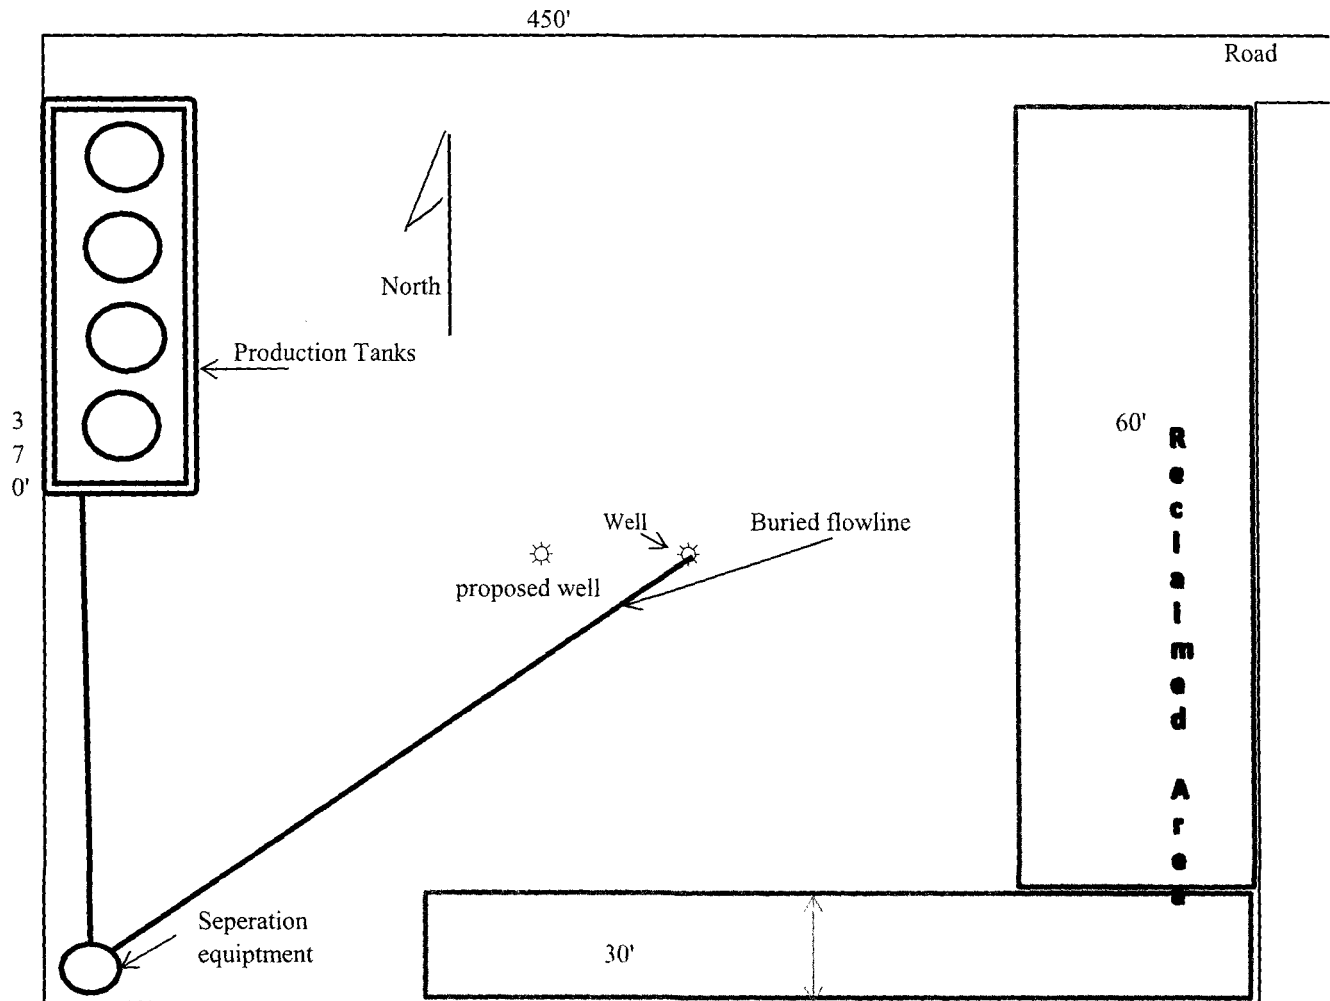 450'
Road
North
Production Tanks
3
7
0'
60'
Reclaimed Area
Well
Buried flowline
proposed well
Seperation
equiptment
30'